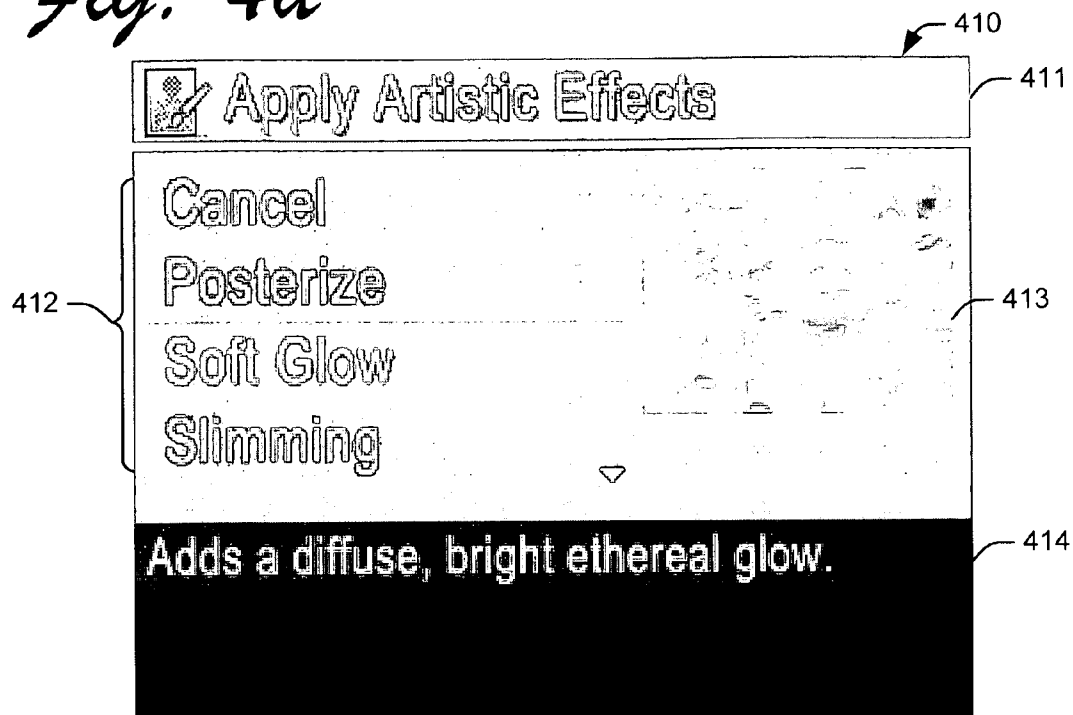 Fig. 4a
410
Apply Artistic Effects
411
Cancel
Posterize
412
413
Soft Glow
Slimming
Adds a diffuse, bright ethereal glow.
414